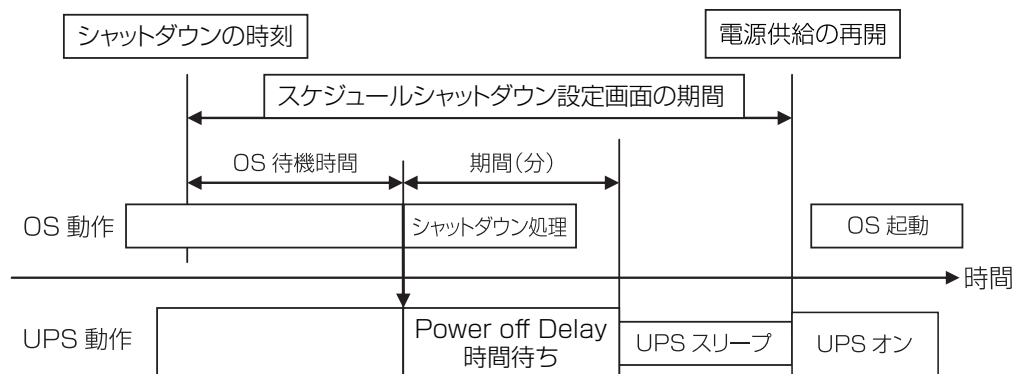 シャットダウンの時刻
電源供給の再開
スケジュールシャットダウン設定画面の期間
OS 待機時間
期間(分)
OS 動作
シャットダウン処理
OS 起動
時間
UPS 動作
Power off Delay
時間待ち
UPS スリープ
UPS オン